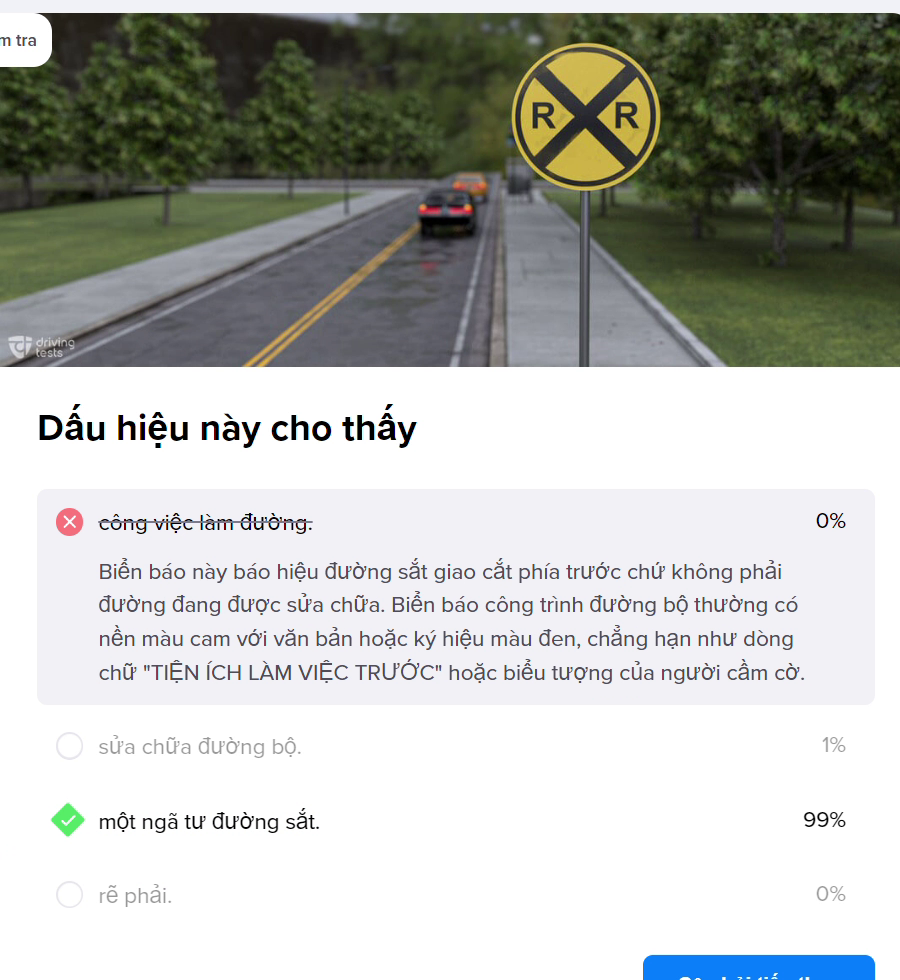 m tra
R R
driving
tests
Dấu hiệu này cho thấy
công việc làm đường.
0%
Biển báo này báo hiệu đường sắt giao cắt phía trước chứ không phải
đường đang được sửa chữa. Biển báo công trình đường bộ thường có
nền màu cam với văn bản hoặc ký hiệu màu đen, chẳng hạn như dòng
chữ "TIỆN ÍCH LÀM VIỆC TRƯỚC" hoặc biểu tượng của người cầm cờ.
sửa chữa đường bộ.
1%
một ngã tư đường sắt.
99%
rẽ phải.
0%